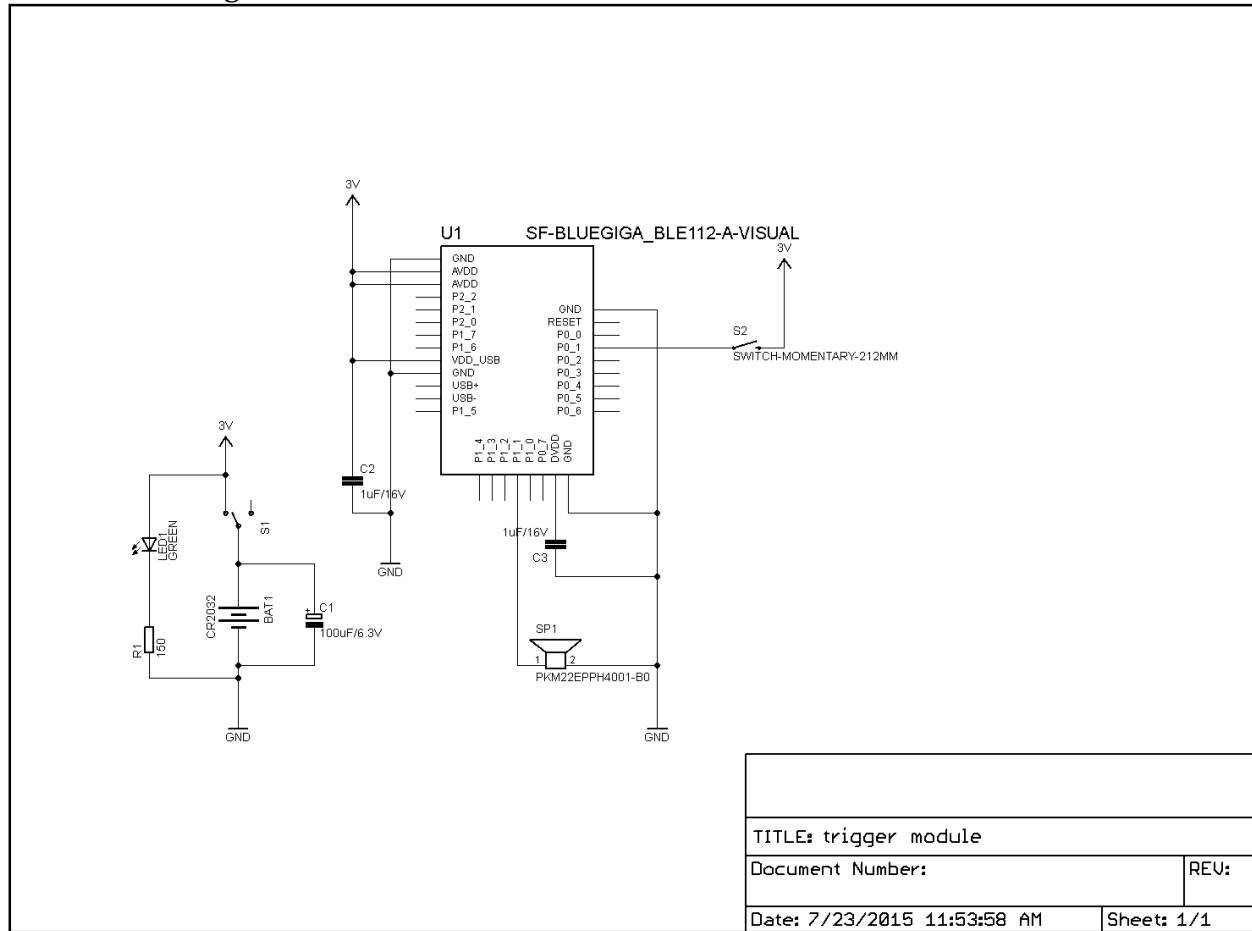 3V
U1 SF-BLUEGIGA_BLE112-A-VISUAL
3V
GND
AVDD
AVDD
P2_2
P2_1
P2_0
P1_7
P1_6
VDD_USB
GND
USB+
USB-
P1_5
GND
RESET
P0_0
P0_1
P0_2
P0_3
P0_4
P0_5
P0_6
P1_4
P1_3
P1_2
P1_1
P1_0
P0_7
DVDD
GND
S2
SWITCH-MOMENTARY-212MM
3V
S1
LED1
GREEN
CR2032
BAT1
+
C1
100uF/6.3V
R1
150
GND
C2
1uF/16V
GND
1uF/16V
C3
SP1
1 2
PKM22EPPH4001-B0
GND
TITLE: trigger module
Document Number:
REV:
Date: 7/23/2015 11:53:58 AM
Sheet: 1/1